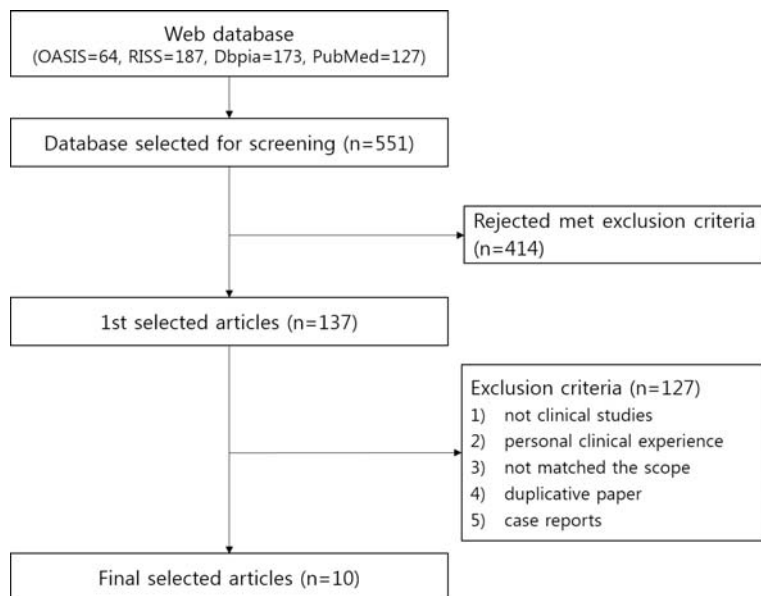 Web database
(OASIS=64, RISS=187, Dbpia=173, PubMed=127)
Database selected for screening (n=551)
Rejected met exclusion criteria
(n=414)
1st selected articles (n=137)
Exclusion criteria (n=127)
1) not clinical studies
2) personal clinical experience
3) not matched the scope
4) duplicative paper
5) case reports
Final selected articles (n=10)